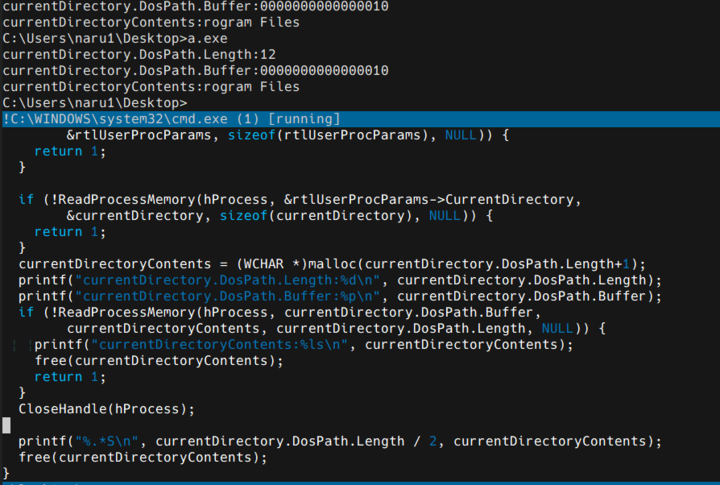 currentDirectory.DosPath.Buffer:0000000000000010
currentDirectoryContents:rogram Files
C:\Users\naru1\Desktop>a.exe
currentDirectory.DosPath.Length:12
currentDirectory.DosPath.Buffer:0000000000000010
currentDirectoryContents:rogram Files
C:\Users\naru1\Desktop>
!C:\WINDOWS\system32\cmd.exe (1) [running]
        &rtlUserProcParams, sizeof(rtlUserProcParams), NULL)) {
    return 1;
  }

  if (!ReadProcessMemory(hProcess, &rtlUserProcParams->CurrentDirectory,
        &currentDirectory, sizeof(currentDirectory), NULL)) {
    return 1;
  }
  currentDirectoryContents = (WCHAR *)malloc(currentDirectory.DosPath.Length+1);
  printf("currentDirectory.DosPath.Length:%d\n", currentDirectory.DosPath.Length);
  printf("currentDirectory.DosPath.Buffer:%p\n", currentDirectory.DosPath.Buffer);
  if (!ReadProcessMemory(hProcess, currentDirectory.DosPath.Buffer,
        currentDirectoryContents, currentDirectory.DosPath.Length, NULL)) {
    printf("currentDirectoryContents:%ls\n", currentDirectoryContents);
    free(currentDirectoryContents);
    return 1;
  }
  CloseHandle(hProcess);

  printf("%.*S\n", currentDirectory.DosPath.Length / 2, currentDirectoryContents);
  free(currentDirectoryContents);
}